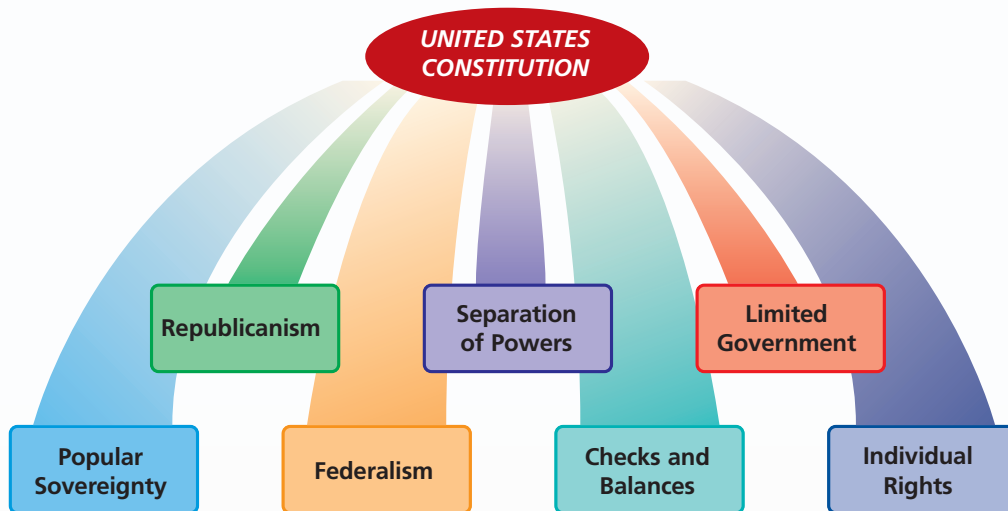 UNITED STATES
CONSTITUTION
Republicanism
Separation
of Powers
Limited
Government
Popular
Sovereignty
Federalism
Checks and
Balances
Individual
Rights